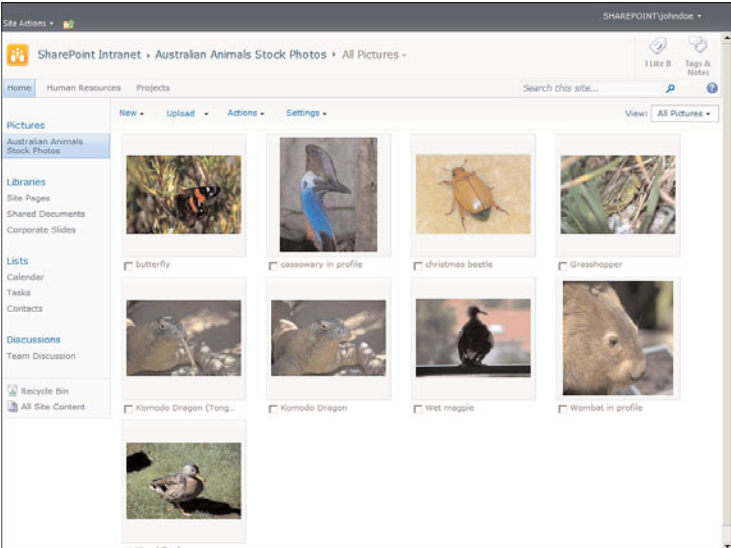 SHAREPOINT\johndoe
Site Actions
SharePoint Intranet › Australian Animals Stock Photos › All Pictures
I Like It
Tags & Notes
Home Human Resources Projects
Search this site...
New Upload Actions Settings
View: All Pictures
Pictures
Australian Animals
Stock Photos
Libraries
Site Pages
Shared Documents
Corporate Slides
Lists
Calendar
Tasks
Contacts
Discussions
Team Discussion
Recycle Bin
All Site Content
butterfly
cassowary in profile
christmas beetle
Grasshopper
Komodo Dragon (Tong...
Komodo Dragon
Wet magpie
Wombat in profile